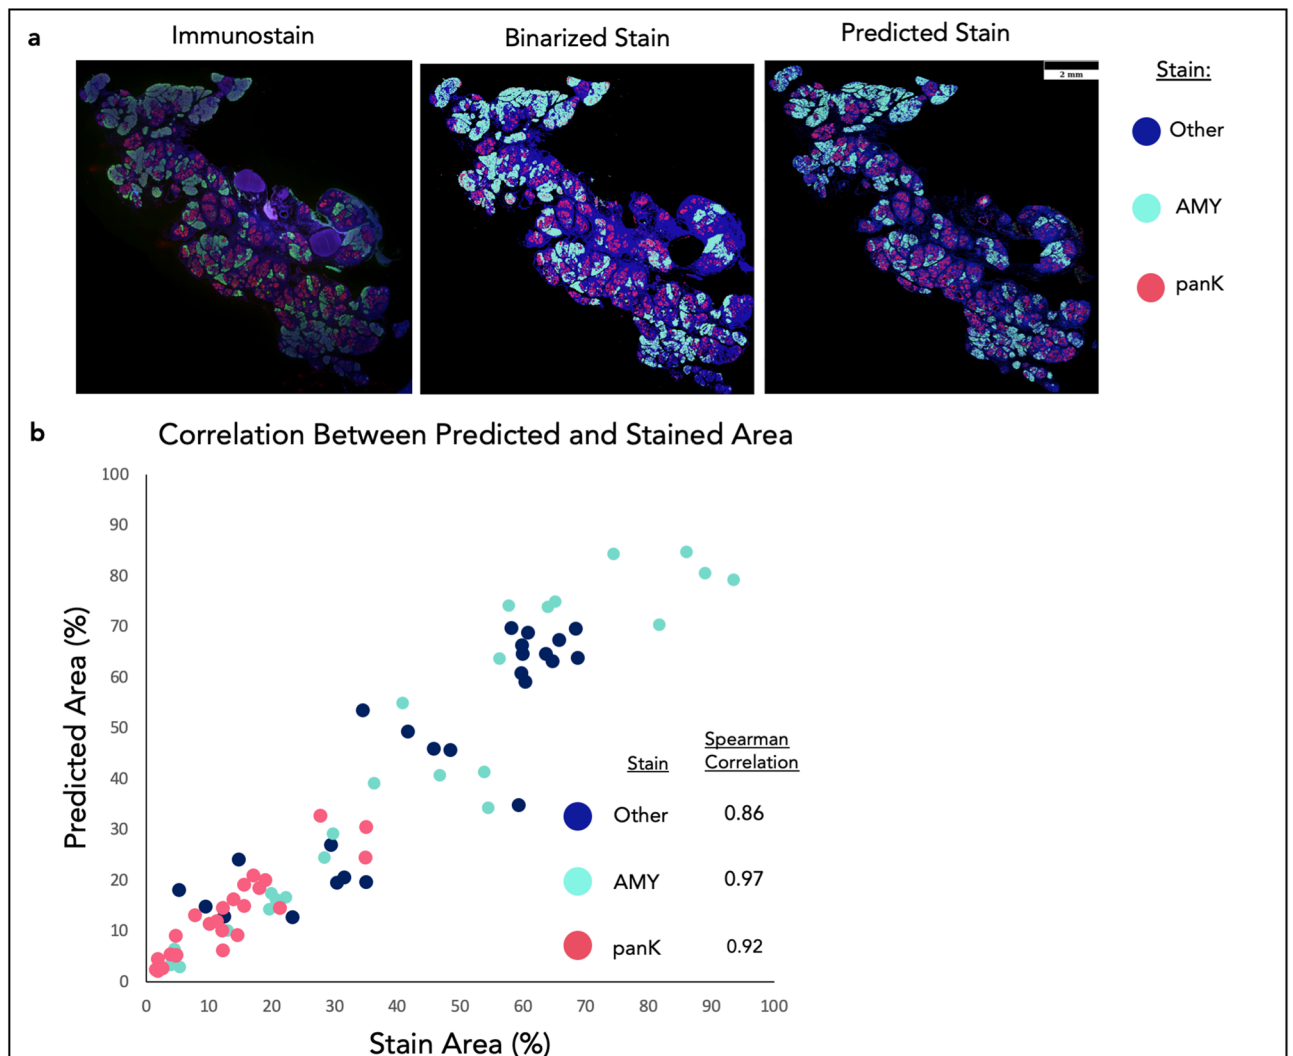 a
Immunostain
Binarized Stain
Predicted Stain
2 mm
Stain:
Other
AMY
panK
b
Correlation Between Predicted and Stained Area
Predicted Area (%)
100
90
80
70
60
50
40
30
20
10
0
0 10 20 30 40 50 60 70 80 90 100
Stain Area (%)
Stain
Spearman
Correlation
Other 0.86
AMY 0.97
panK 0.92